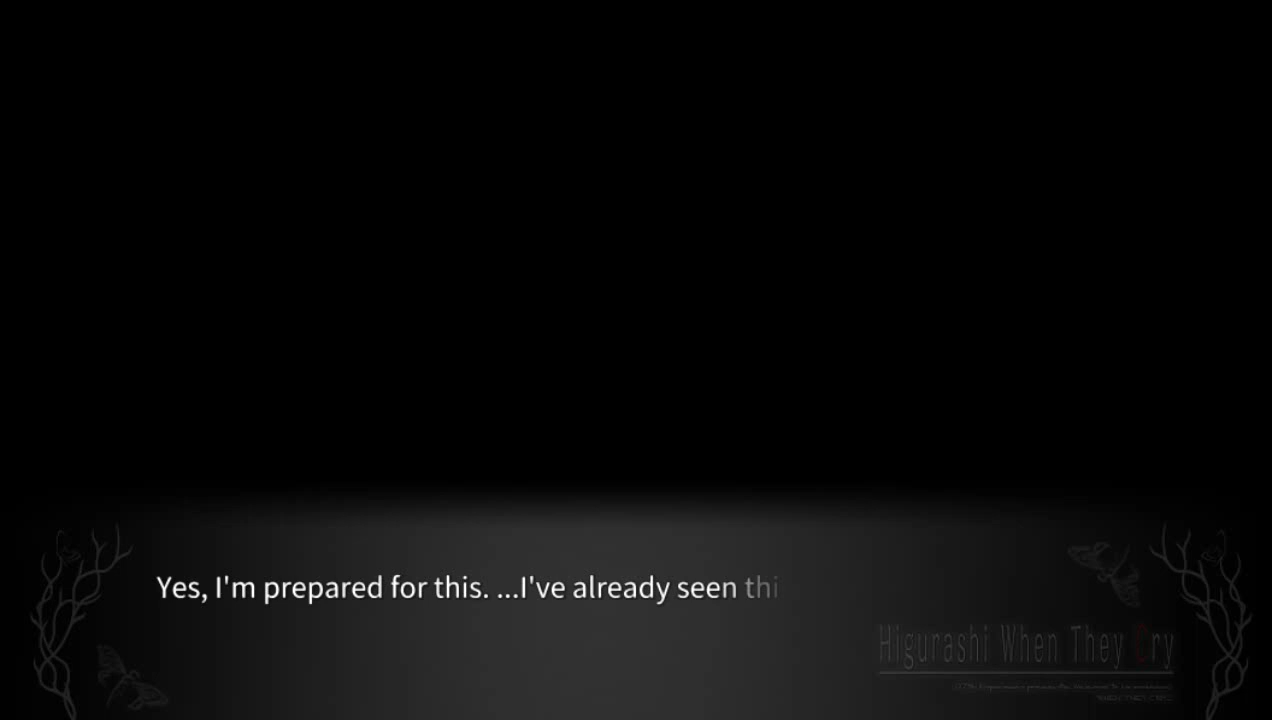 Yes, I'm prepared for this. ...I've already seen thi
Higurashi When They Cry